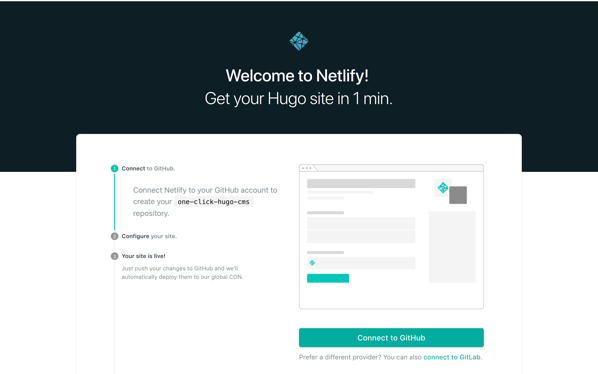 Welcome to Netlify!
Get your Hugo site in 1 min.
1 Connect to GitHub.
Connect Netlify to your GitHub account to
create your one-click-hugo-cms
repository.
2 Configure your site.
3 Your site is live!
Just push your changes to GitHub and we'll
automatically deploy them to our global CDN.
Connect to GitHub
Prefer a different provider? You can also connect to GitLab.